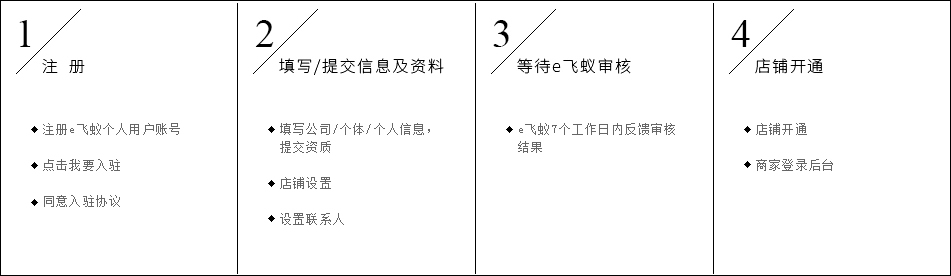 1
注 册
注册e飞蚁个人用户账号
点击我要入驻
同意入驻协议
2
填写/提交信息及资料
填写公司/个体/个人信息，
提交资质
店铺设置
设置联系人
3
等待e飞蚁审核
e飞蚁7个工作日内反馈审核
结果
4
店铺开通
店铺开通
商家登录后台